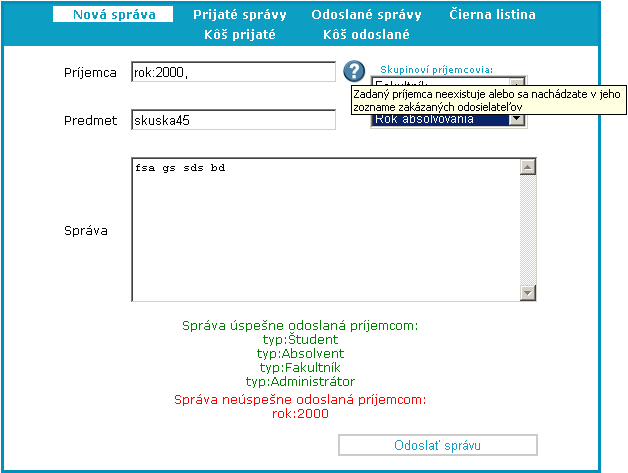 Nová správa Prijaté správy Odoslané správy Čierna listina
Kôš prijaté Kôš odoslané
Príjemca rok:2000, ? Skupinoví príjemcovia:
Fakultník
Zadaný príjemca neexistuje alebo sa nachádzate v jeho
zozname zakázaných odosielateľov
Predmet skuska45 Rok absolvovania
fsa gs sds bd
Správa
Správa úspešne odoslaná príjemcom:
typ:Študent
typ:Absolvent
typ:Fakultník
typ:Administrátor
Správa neúspešne odoslaná príjemcom:
rok:2000
Odoslať správu